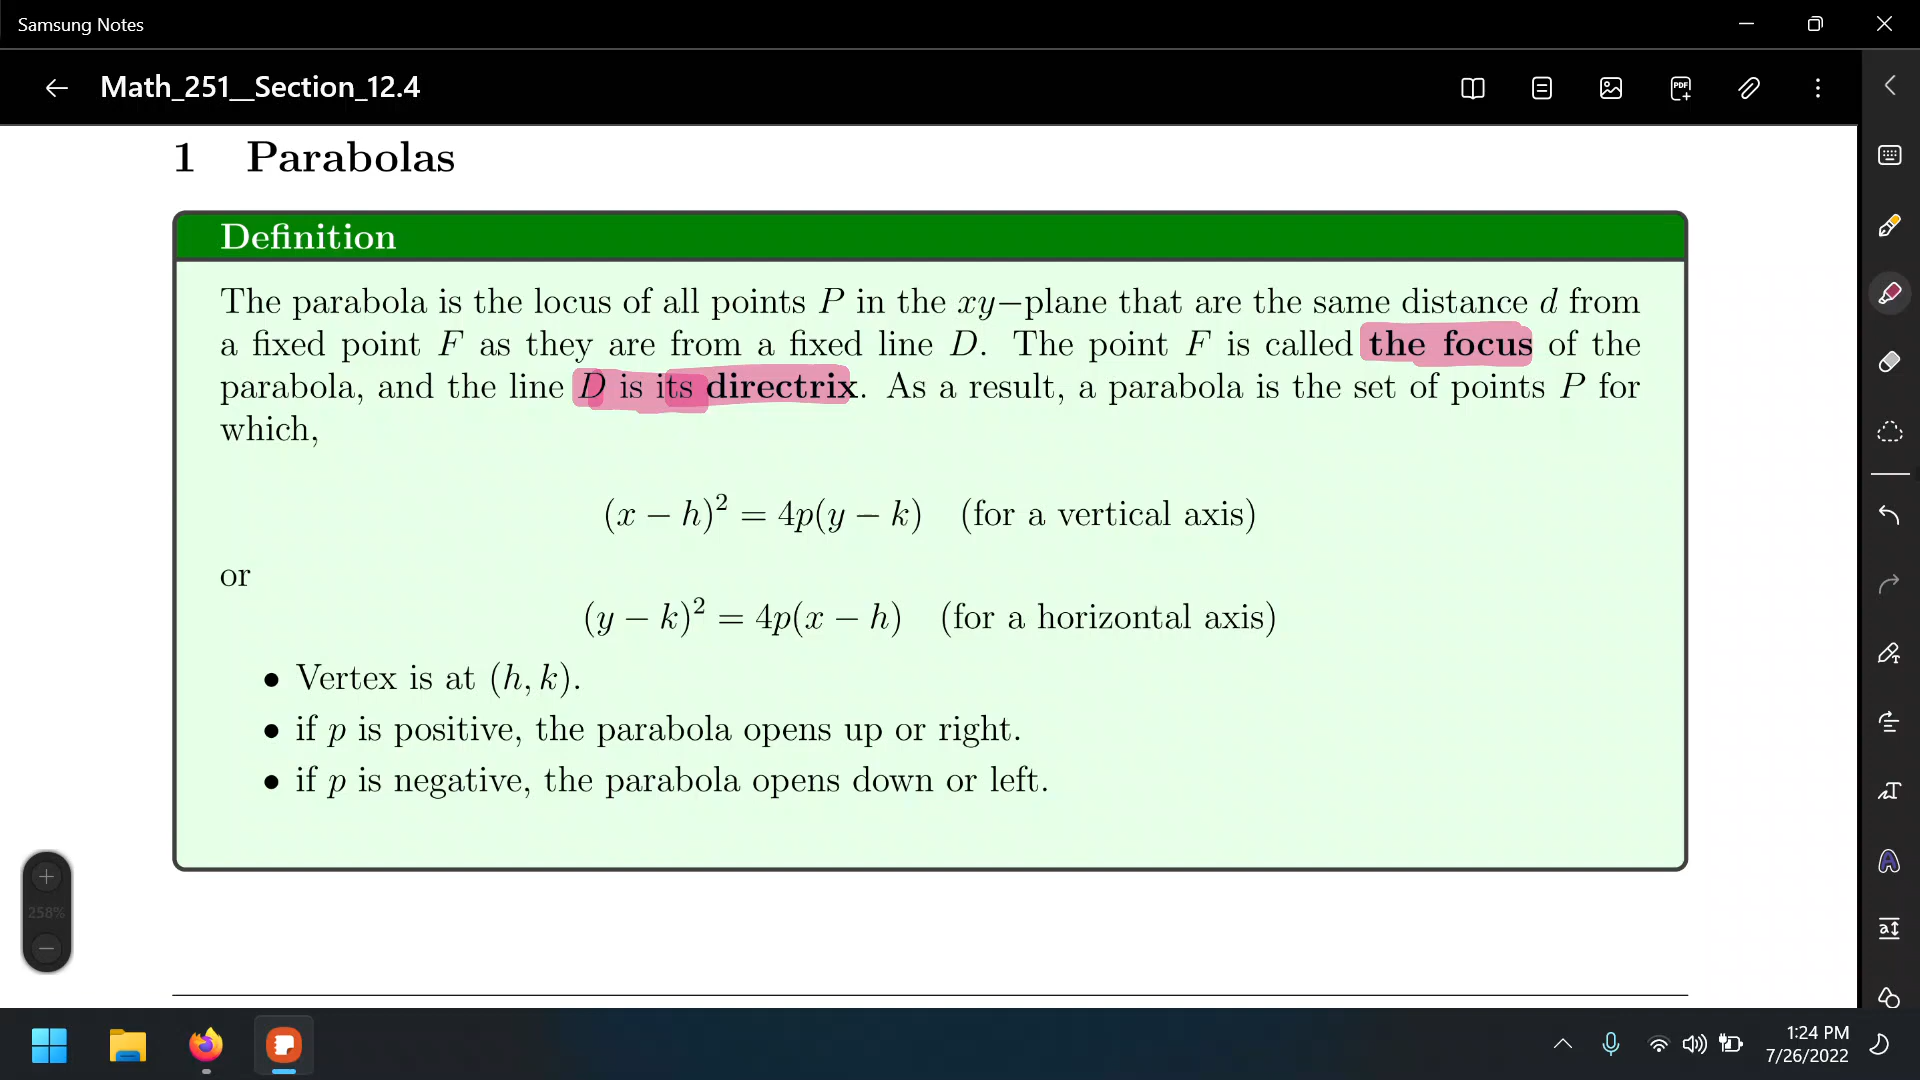 Samsung Notes
Math_251__Section_12.4
PDF
1 Parabolas
Definition
The parabola is the locus of all points P in the xy−plane that are the same distance d from
a fixed point F as they are from a fixed line D. The point F is called the focus of the
parabola, and the line D is its directrix. As a result, a parabola is the set of points P for
which,
(x − h)² = 4p(y − k) (for a vertical axis)
or
(y − k)² = 4p(x − h) (for a horizontal axis)
• Vertex is at (h, k).
• if p is positive, the parabola opens up or right.
• if p is negative, the parabola opens down or left.
258%
1:24 PM
7/26/2022